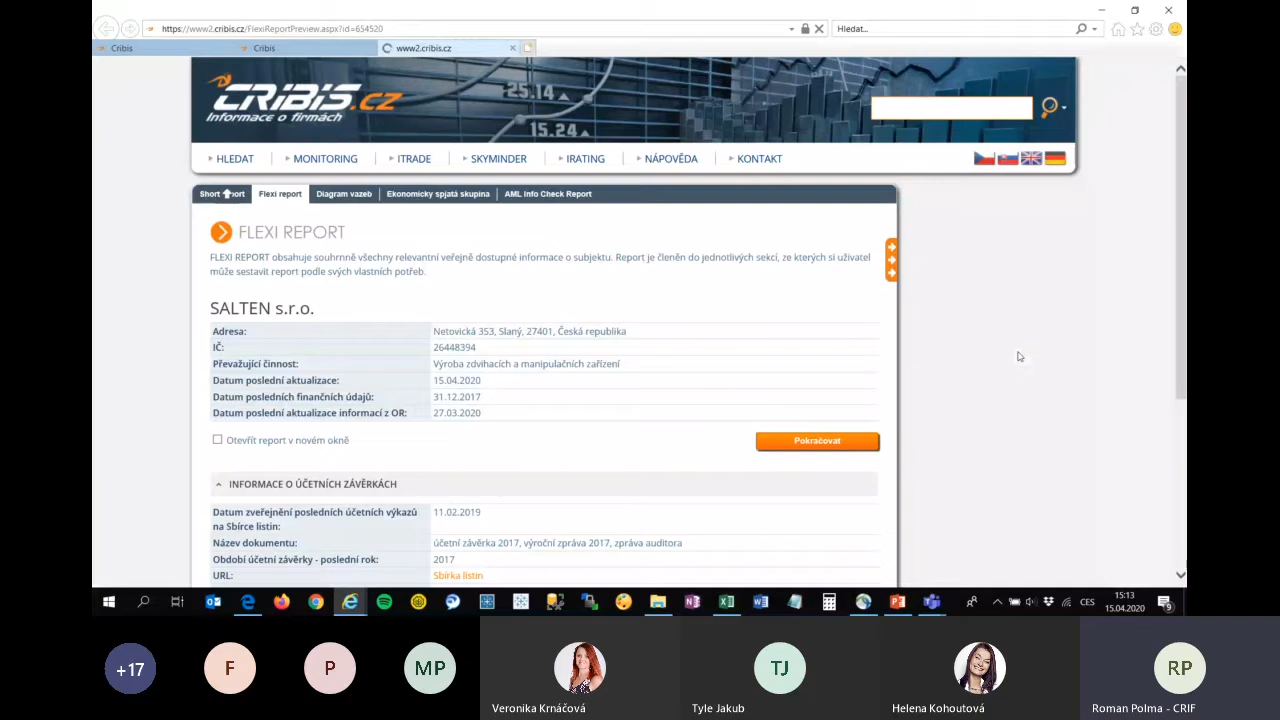 https://www2.cribis.cz/FlexiReportPreview.aspx?id=654520
Hledat...
Cribis
Cribis
www2.cribis.cz
CRIBIS.CZ
Informace o firmách
25.14
15.24
HLEDAT
MONITORING
ITRADE
SKYMINDER
IRATING
NÁPOVĚDA
KONTAKT
Flexi report
Diagram vazeb
Ekonomicky spjatá skupina
AML Info Check Report
FLEXI REPORT
FLEXI REPORT obsahuje souhrnně všechny relevantní veřejně dostupné informace o subjektu. Report je členěn do jednotlivých sekcí, ze kterých si uživatel
může sestavit report podle svých vlastních potřeb.
SALTEN s.r.o.
Adresa: Netovická 353, Slaný, 27401, Česká republika
IČ: 26448394
Převažující činnost: Výroba zdvihacích a manipulačních zařízení
Datum poslední aktualizace: 15.04.2020
Datum posledních finančních údajů: 31.12.2017
Datum poslední aktualizace informací z OR: 27.03.2020
Otevřít report v novém okně
Pokračovat
INFORMACE O ÚČETNÍCH ZÁVĚRKÁCH
Datum zveřejnění posledních účetních výkazů 11.02.2019
na Sbírce listin:
Název dokumentu: účetní závěrka 2017, výroční zpráva 2017, zpráva auditora
Období účetní závěrky - poslední rok: 2017
URL: Sbírka listin
CES
15:13
15.04.2020
9
+17
F
P
MP
TJ
RP
Veronika Krnáčová
Tyle Jakub
Helena Kohoutová
Roman Polma - CRIF